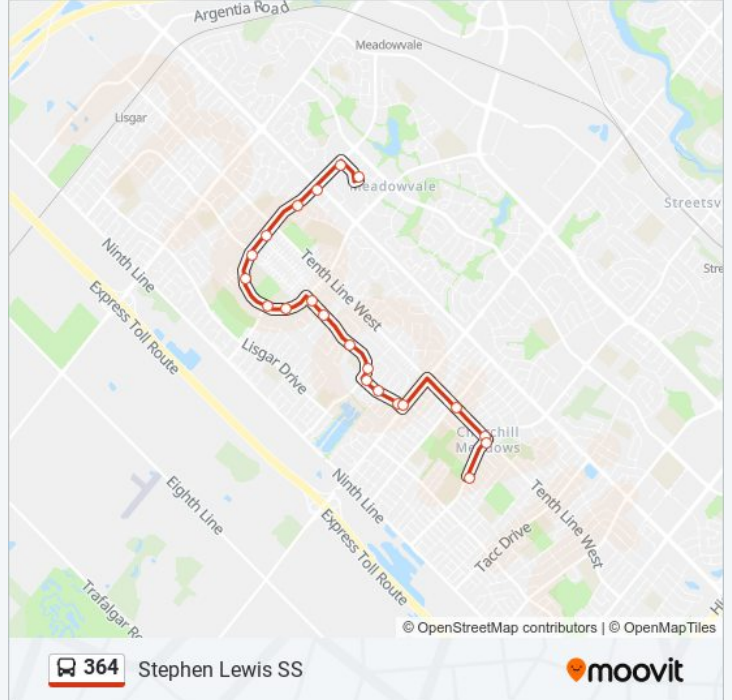 Argentia Road
Meadowvale
Lisgar
Meadowvale
Streetsv
Stre
Ninth Line
Tenth Line West
Express Toll Route
Lisgar Drive
Churchill
Meadows
Ninth Line
Eighth Line
Tenth Line West
Express Toll Route
Tacc Drive
Trafalgar Ro
Hi
© OpenStreetMap contributors | © OpenMapTiles
364 Stephen Lewis SS
moovit